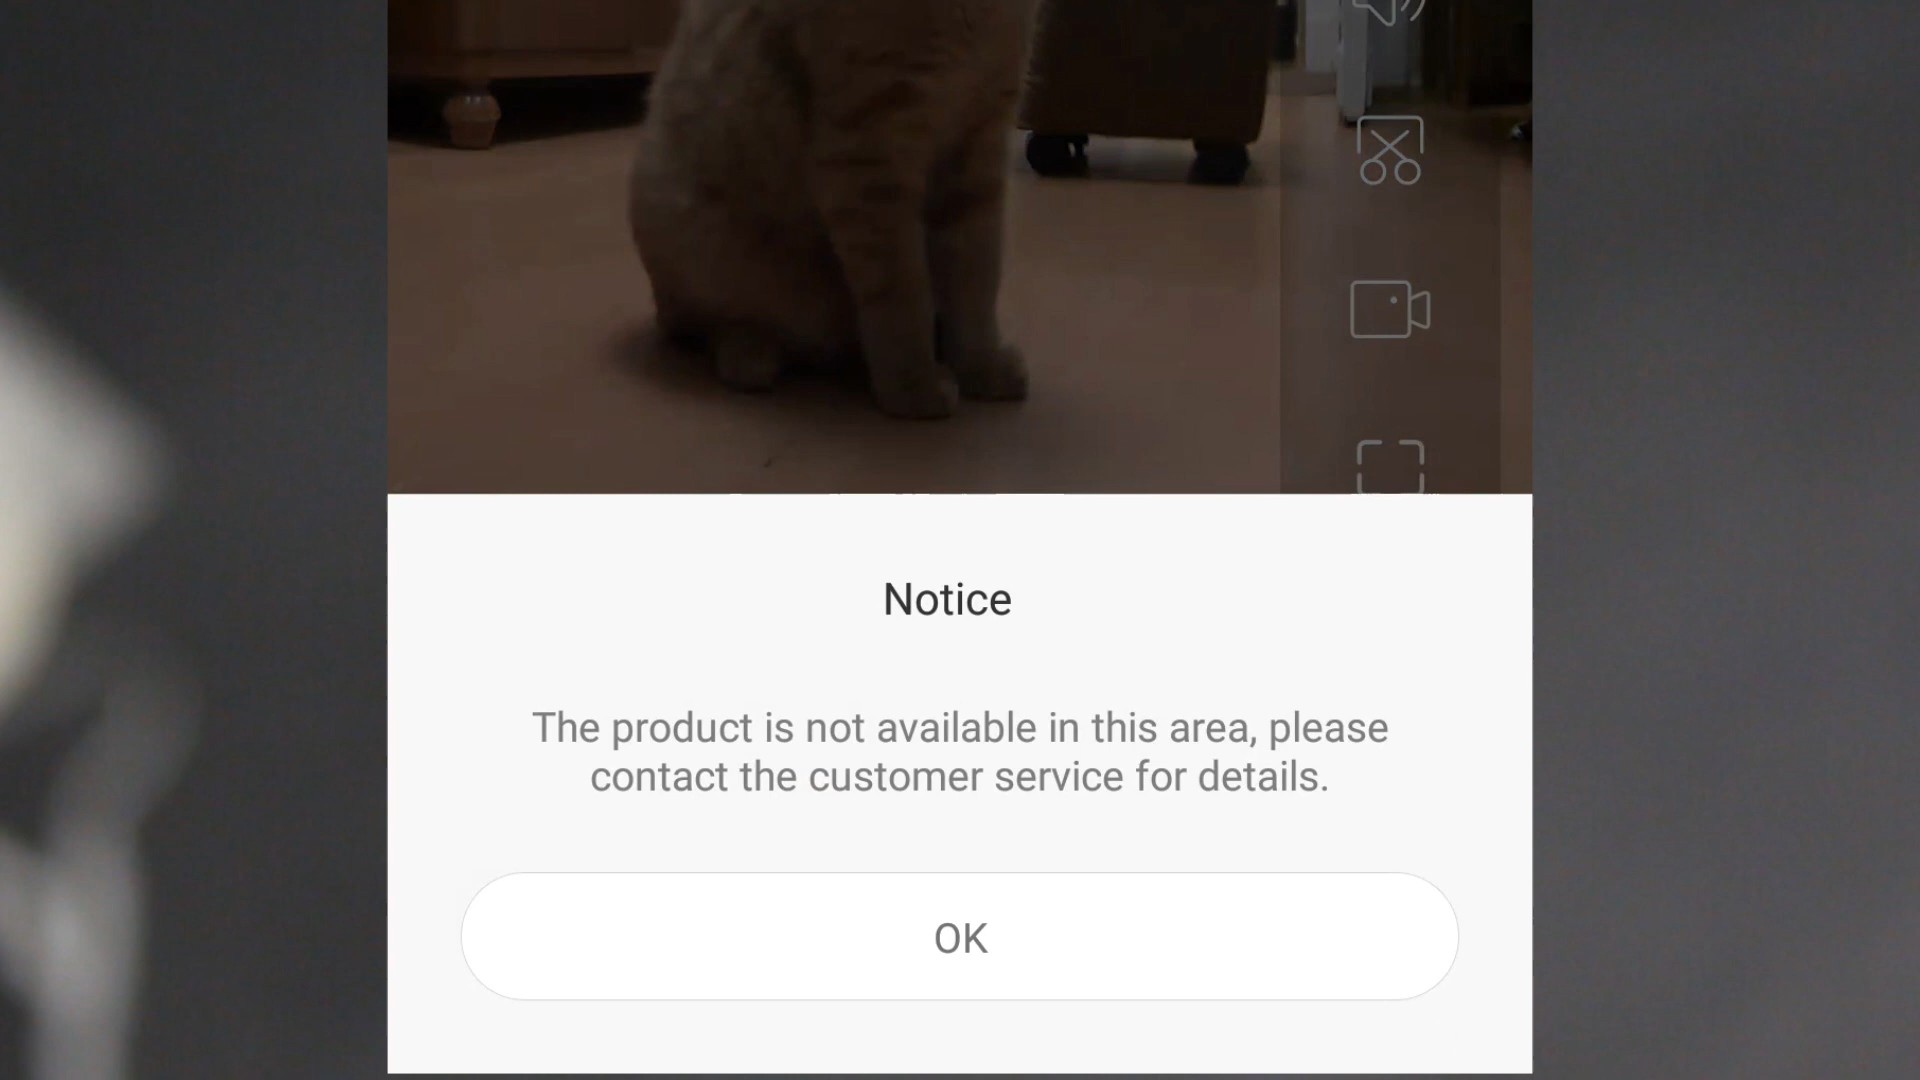 Notice
The product is not available in this area, please
contact the customer service for details.
OK